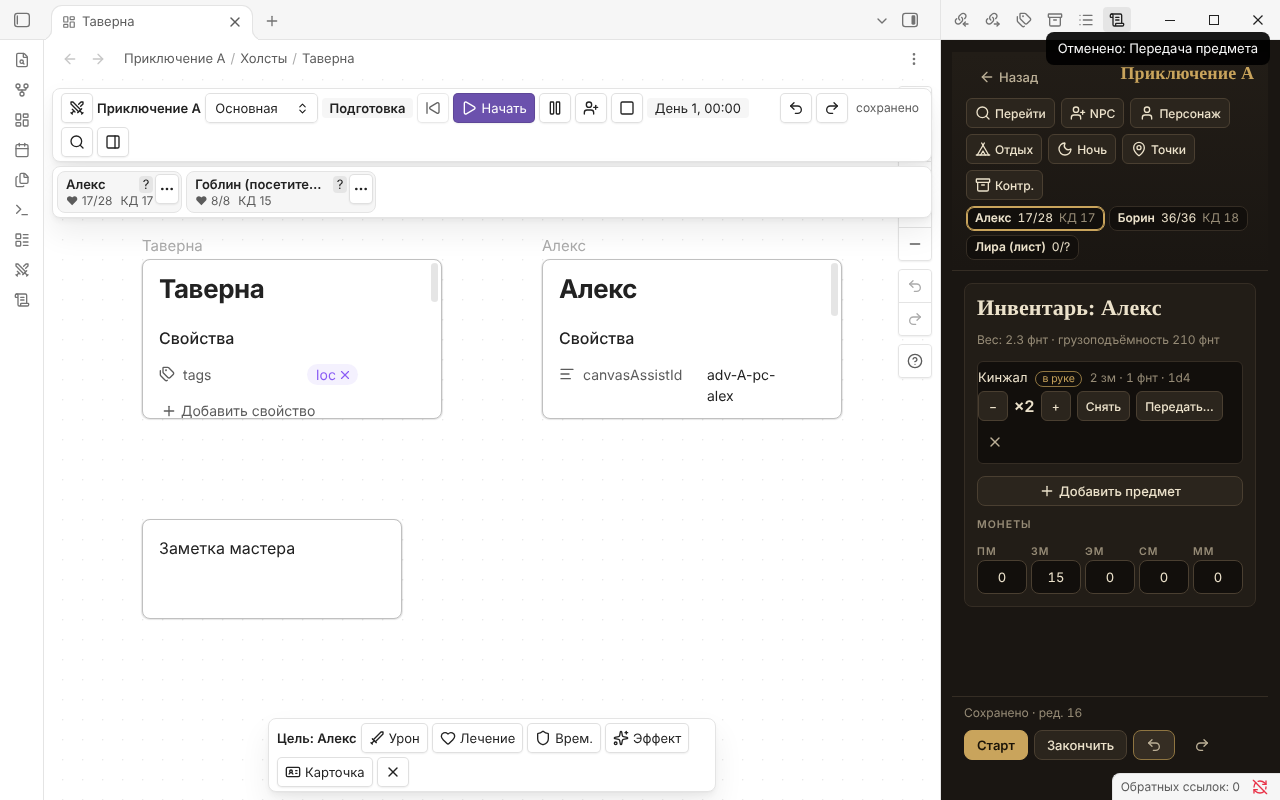 Таверна
Отменено: Передача предмета
Приключение A / Холсты / Таверна
Приключение A
Основная
Подготовка
Начать
День 1, 00:00
сохранено
Алекс ?
17/28 КД 17
Гоблин (посетите... ?
8/8 КД 15
Таверна
Таверна
Свойства
tags
loc
Добавить свойство
Алекс
Алекс
Свойства
canvasAssistId
adv-A-pc-
alex
Заметка мастера
Цель: Алекс
Урон
Лечение
Врем.
Эффект
Карточка
Назад
Приключение A
Перейти
NPC
Персонаж
Отдых
Ночь
Точки
Контр.
Алекс 17/28 КД 17
Борин 36/36 КД 18
Лира (лист) 0/?
Инвентарь: Алекс
Вес: 2.3 фнт · грузоподъёмность 210 фнт
Кинжал в руке 2 зм · 1 фнт · 1d4
− ×2 + Снять Передать...
Добавить предмет
МОНЕТЫ
ПМ ЗМ ЭМ СМ ММ
0 15 0 0 0
Сохранено · ред. 16
Старт
Закончить
Обратных ссылок: 0